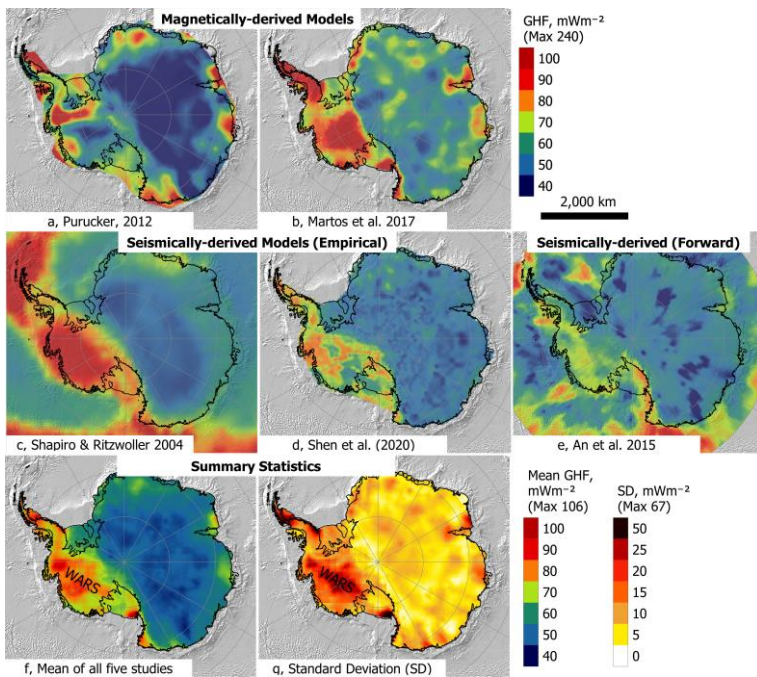 Magnetically-derived Models
GHF, mWm⁻²
(Max 240)
100
90
80
70
60
50
40
2,000 km
a, Purucker, 2012
b, Martos et al. 2017
Seismically-derived Models (Empirical)
Seismically-derived (Forward)
c, Shapiro & Ritzwoller 2004
d, Shen et al. (2020)
e, An et al. 2015
Summary Statistics
WARS
WARS
f, Mean of all five studies
g, Standard Deviation (SD)
Mean GHF,
mWm⁻²
(Max 106)
100
90
80
70
60
50
40
SD, mWm⁻²
(Max 67)
50
25
20
15
10
5
0